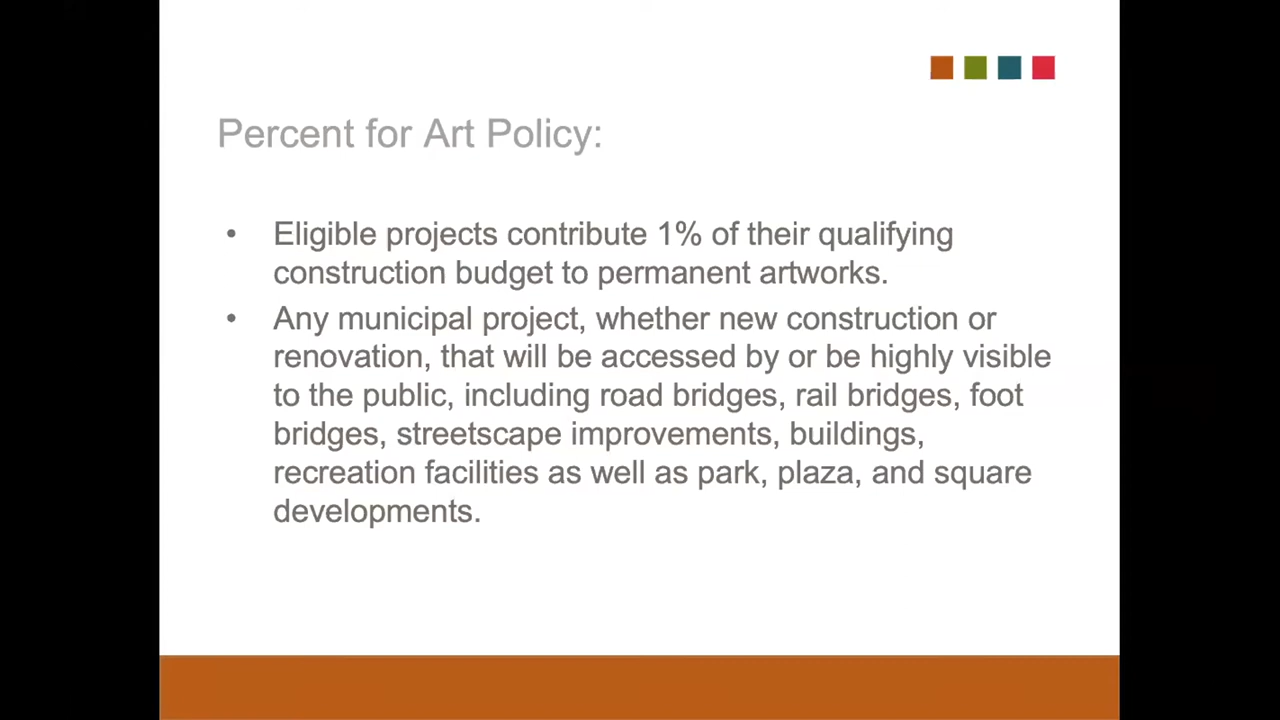 Percent for Art Policy:
• Eligible projects contribute 1% of their qualifying
construction budget to permanent artworks.
• Any municipal project, whether new construction or
renovation, that will be accessed by or be highly visible
to the public, including road bridges, rail bridges, foot
bridges, streetscape improvements, buildings,
recreation facilities as well as park, plaza, and square
developments.